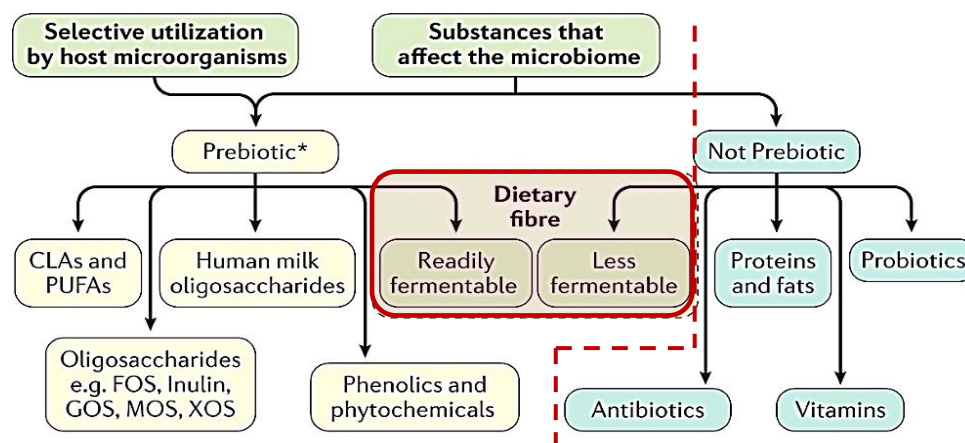 Selective utilization
by host microorganisms
Substances that
affect the microbiome
Prebiotic*
Not Prebiotic
Dietary
fibre
CLAs and
PUFAs
Human milk
oligosaccharides
Readily
fermentable
Less
fermentable
Proteins
and fats
Probiotics
Oligosaccharides
e.g. FOS, Inulin,
GOS, MOS, XOS
Phenolics and
phytochemicals
Antibiotics
Vitamins